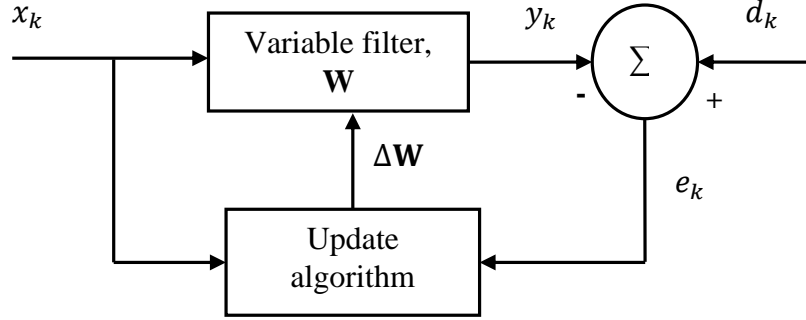 x_k
Variable filter,
W
y_k
∑
d_k
-
+
ΔW
e_k
Update
algorithm